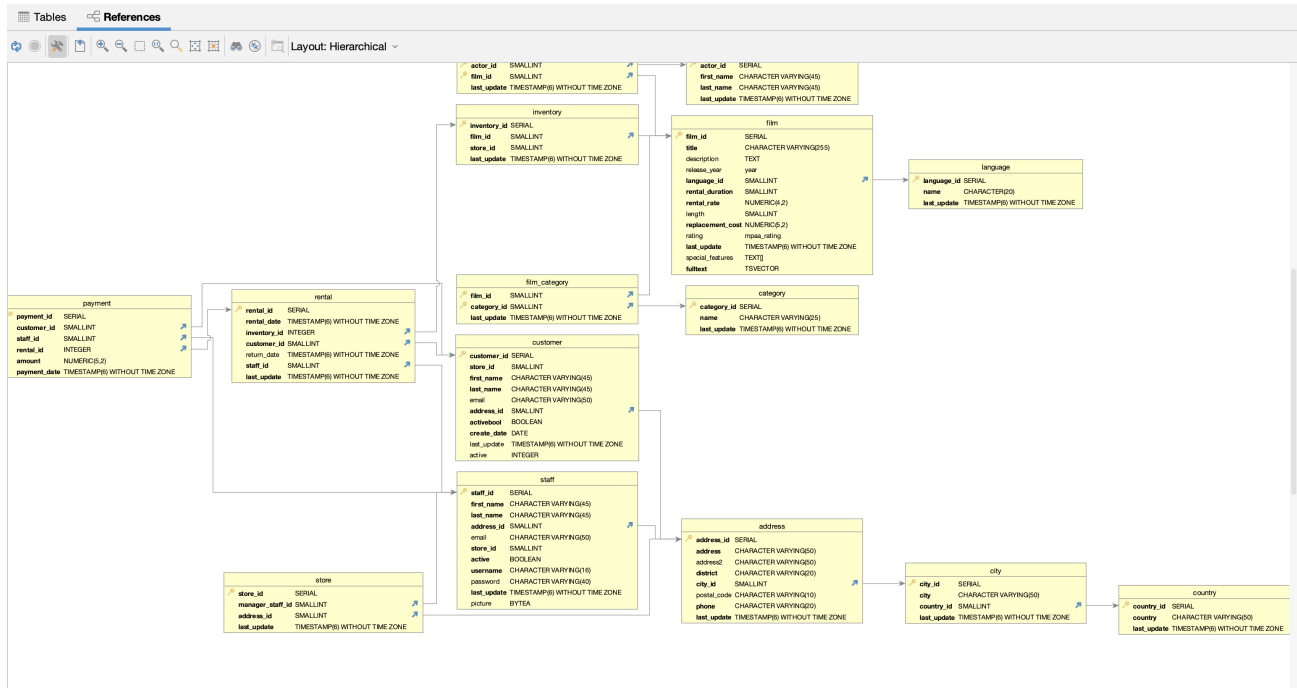 Tables References
Layout: Hierarchical
actor_id SMALLINT
film_id SMALLINT
last_update TIMESTAMP(6) WITHOUT TIME ZONE
actor_id SERIAL
first_name CHARACTER VARYING(45)
last_name CHARACTER VARYING(45)
last_update TIMESTAMP(6) WITHOUT TIME ZONE
inventory
inventory_id SERIAL
film_id SMALLINT
store_id SMALLINT
last_update TIMESTAMP(6) WITHOUT TIME ZONE
film
film_id SERIAL
title CHARACTER VARYING(255)
description TEXT
release_year year
language_id SMALLINT
rental_duration SMALLINT
rental_rate NUMERIC(4,2)
length SMALLINT
replacement_cost NUMERIC(5,2)
rating mpaa_rating
last_update TIMESTAMP(6) WITHOUT TIME ZONE
special_features TEXT[]
fulltext TSVECTOR
language
language_id SERIAL
name CHARACTER(20)
last_update TIMESTAMP(6) WITHOUT TIME ZONE
payment
payment_id SERIAL
customer_id SMALLINT
staff_id SMALLINT
rental_id INTEGER
amount NUMERIC(5,2)
payment_date TIMESTAMP(6) WITHOUT TIME ZONE
rental
rental_id SERIAL
rental_date TIMESTAMP(6) WITHOUT TIME ZONE
inventory_id INTEGER
customer_id SMALLINT
return_date TIMESTAMP(6) WITHOUT TIME ZONE
staff_id SMALLINT
last_update TIMESTAMP(6) WITHOUT TIME ZONE
film_category
film_id SMALLINT
category_id SMALLINT
last_update TIMESTAMP(6) WITHOUT TIME ZONE
category
category_id SERIAL
name CHARACTER VARYING(25)
last_update TIMESTAMP(6) WITHOUT TIME ZONE
customer
customer_id SERIAL
store_id SMALLINT
first_name CHARACTER VARYING(45)
last_name CHARACTER VARYING(45)
email CHARACTER VARYING(50)
address_id SMALLINT
activebool BOOLEAN
create_date DATE
last_update TIMESTAMP(6) WITHOUT TIME ZONE
active INTEGER
staff
staff_id SERIAL
first_name CHARACTER VARYING(45)
last_name CHARACTER VARYING(45)
address_id SMALLINT
email CHARACTER VARYING(50)
store_id SMALLINT
active BOOLEAN
username CHARACTER VARYING(16)
password CHARACTER VARYING(40)
last_update TIMESTAMP(6) WITHOUT TIME ZONE
picture BYTEA
store
store_id SERIAL
manager_staff_id SMALLINT
address_id SMALLINT
last_update TIMESTAMP(6) WITHOUT TIME ZONE
address
address_id SERIAL
address CHARACTER VARYING(50)
address2 CHARACTER VARYING(50)
district CHARACTER VARYING(20)
city_id SMALLINT
postal_code CHARACTER VARYING(10)
phone CHARACTER VARYING(20)
last_update TIMESTAMP(6) WITHOUT TIME ZONE
city
city_id SERIAL
city CHARACTER VARYING(50)
country_id SMALLINT
last_update TIMESTAMP(6) WITHOUT TIME ZONE
country
country_id SERIAL
country CHARACTER VARYING(50)
last_update TIMESTAMP(6) WITHOUT TIME ZONE